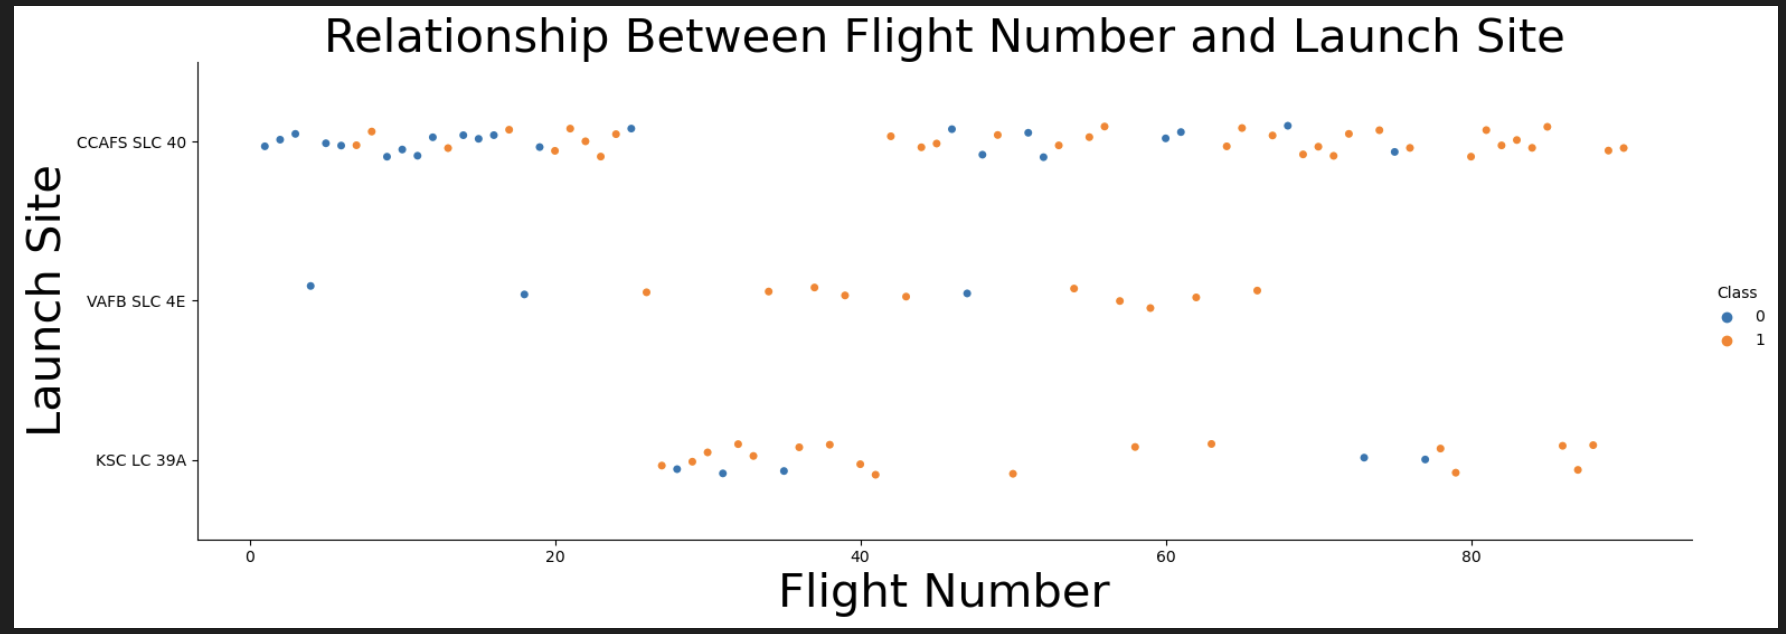 Relationship Between Flight Number and Launch Site
Launch Site
CCAFS SLC 40
VAFB SLC 4E
KSC LC 39A
0 20 40 60 80
Flight Number
Class
0
1